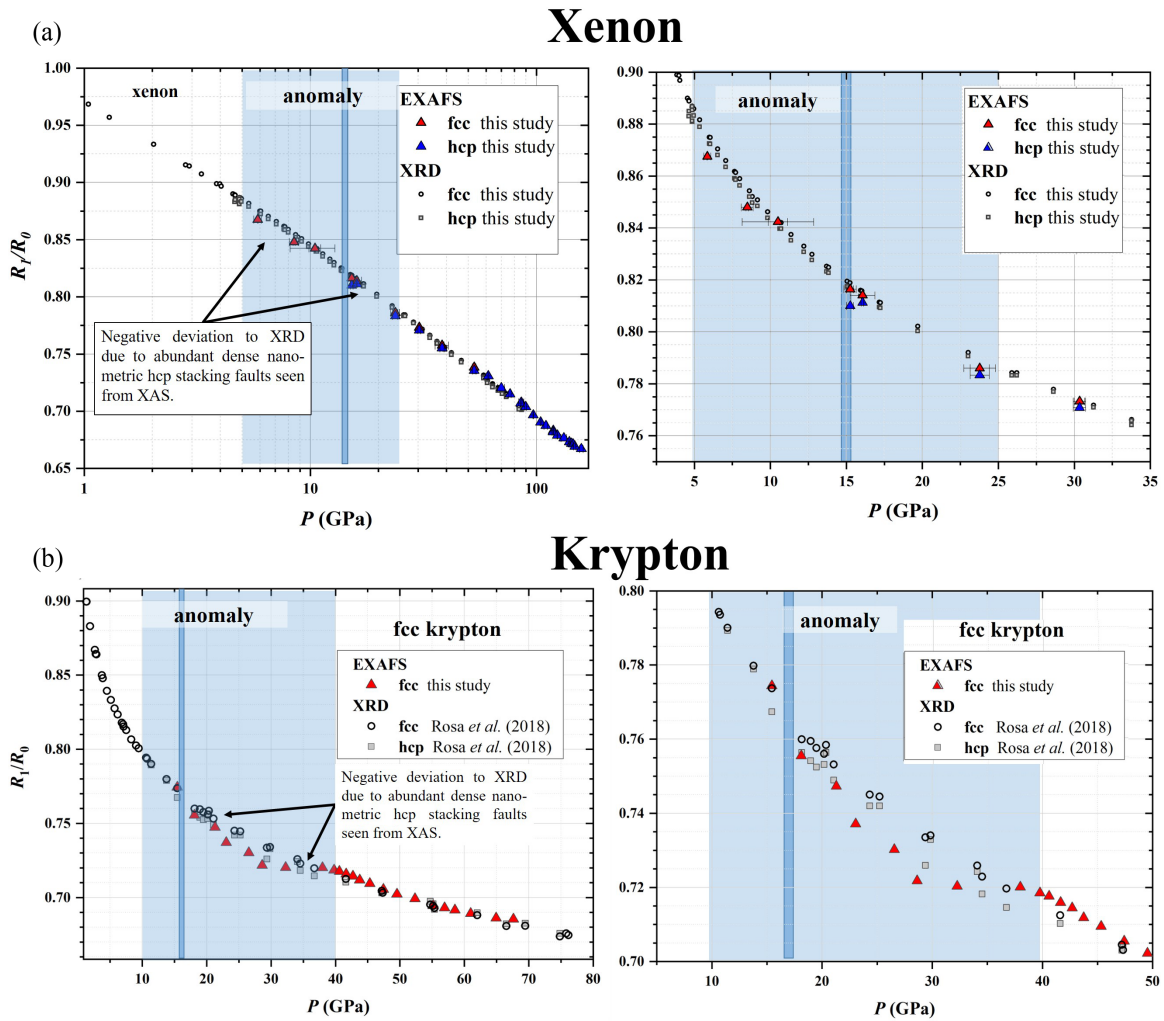 Xenon
(a)
1.00
0.95
0.90
0.85
0.80
0.75
0.70
0.65
R1/R0
xenon
anomaly
EXAFS
fcc this study
hcp this study
XRD
fcc this study
hcp this study
Negative deviation to XRD
due to abundant dense nano-
metric hcp stacking faults seen
from XAS.
1
10
100
P (GPa)
0.90
0.88
0.86
0.84
0.82
0.80
0.78
0.76
anomaly
EXAFS
fcc this study
hcp this study
XRD
fcc this study
hcp this study
5
10
15
20
25
30
35
P (GPa)
Krypton
(b)
0.90
0.85
0.80
0.75
0.70
R1/R0
anomaly
fcc krypton
EXAFS
fcc this study
XRD
fcc Rosa et al. (2018)
hcp Rosa et al. (2018)
Negative deviation to XRD
due to abundant dense nano-
metric hcp stacking faults
seen from XAS.
10
20
30
40
50
60
70
80
P (GPa)
0.80
0.78
0.76
0.74
0.72
0.70
anomaly
fcc krypton
EXAFS
fcc this study
XRD
fcc Rosa et al. (2018)
hcp Rosa et al. (2018)
10
20
30
40
50
P (GPa)